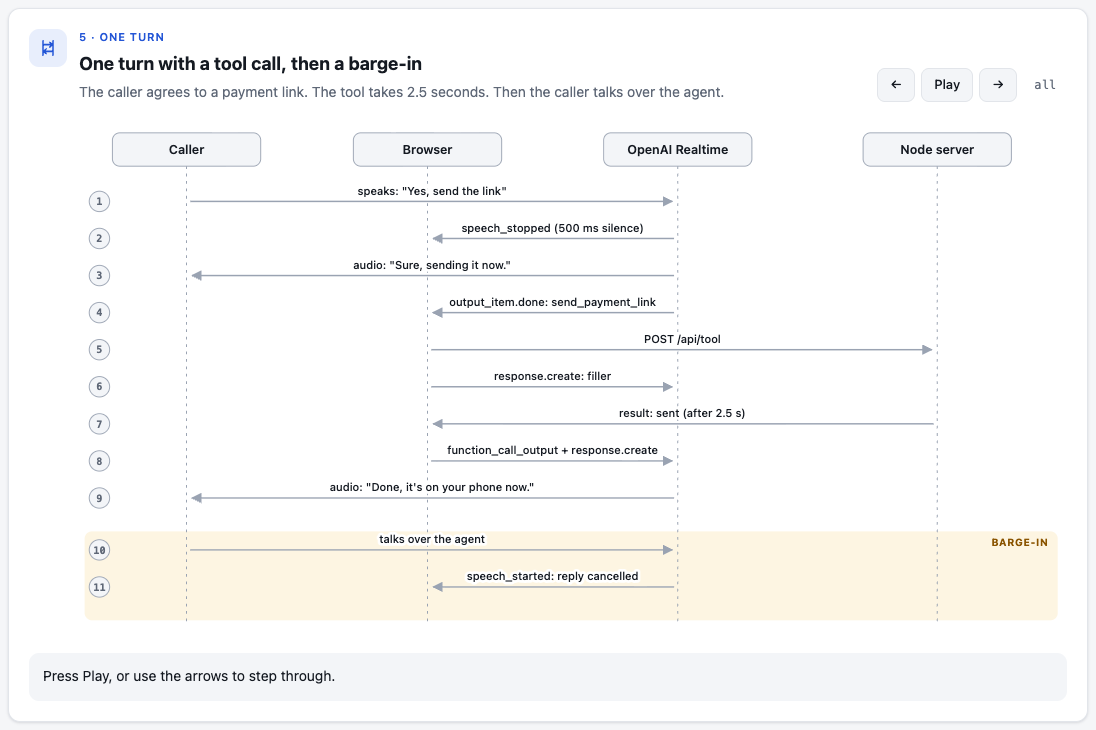 5 · ONE TURN
One turn with a tool call, then a barge-in
The caller agrees to a payment link. The tool takes 2.5 seconds. Then the caller talks over the agent.
← Play → all
Caller Browser OpenAI Realtime Node server
1 speaks: "Yes, send the link"
2 speech_stopped (500 ms silence)
3 audio: "Sure, sending it now."
4 output_item.done: send_payment_link
5 POST /api/tool
6 response.create: filler
7 result: sent (after 2.5 s)
8 function_call_output + response.create
9 audio: "Done, it's on your phone now."
10 talks over the agent BARGE-IN
11 speech_started: reply cancelled
Press Play, or use the arrows to step through.